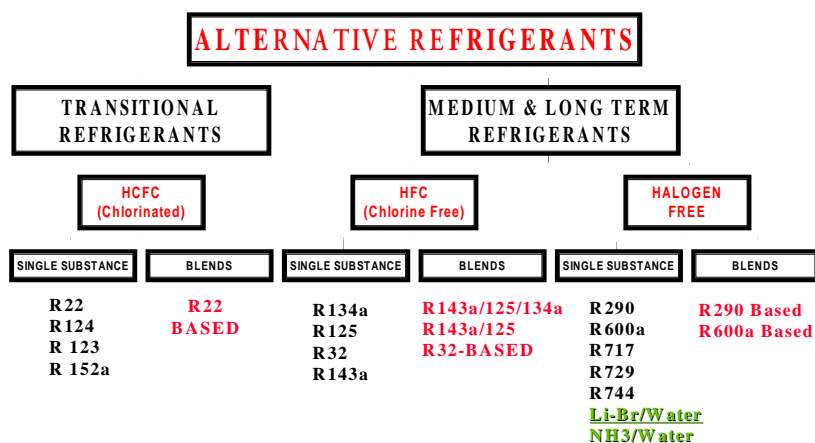 ALTERNATIVE REFRIGERANTS
TRANSITIONAL
REFRIGERANTS
MEDIUM & LONG TERM
REFRIGERANTS
HCFC
(Chlorinated)
HFC
(Chlorine Free)
HALOGEN
FREE
SINGLE SUBSTANCE
BLENDS
SINGLE SUBSTANCE
BLENDS
SINGLE SUBSTANCE
BLENDS
R22
R124
R 123
R 152a
R22
BASED
R134a
R125
R32
R143a
R143a/125/134a
R143a/125
R32-BASED
R290
R600a
R717
R729
R744
Li-Br/Water
NH3/Water
R290 Based
R600a Based